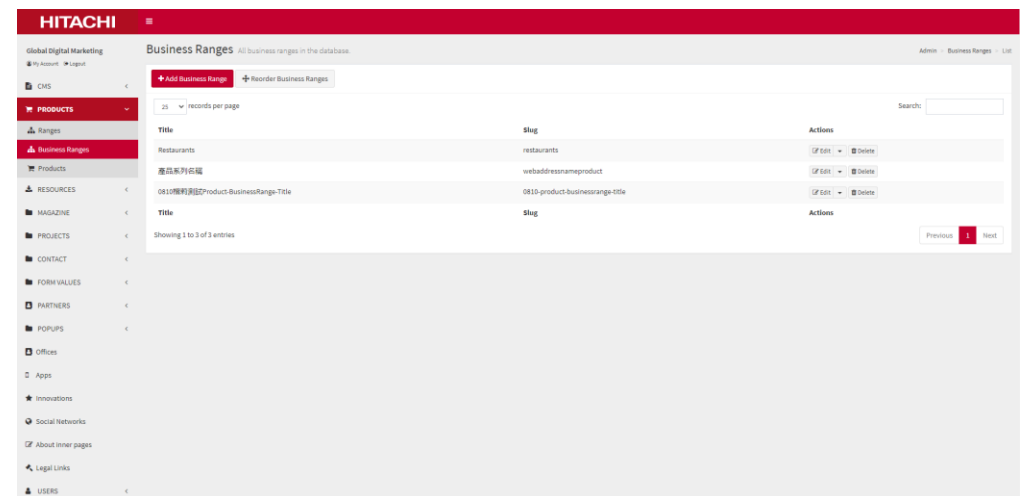 HITACHI
Global Digital Marketing
My Account Logout
CMS
PRODUCTS
Ranges
Business Ranges
Products
RESOURCES
MAGAZINE
PROJECTS
CONTACT
FORM VALUES
PARTNERS
POPUPS
Offices
Apps
Innovations
Social Networks
About inner pages
Legal Links
USERS
Business Ranges All business ranges in the database.
Admin > Business Ranges > List
Add Business Range Reorder Business Ranges
25 records per page Search:
Title Slug Actions
Restaurants restaurants Edit Delete
產品系列名稱 webaddressnameproduct Edit Delete
0810 Product-BusinessRange-Title 0810-product-businessrange-title Edit Delete
Title Slug Actions
Showing 1 to 3 of 3 entries Previous 1 Next